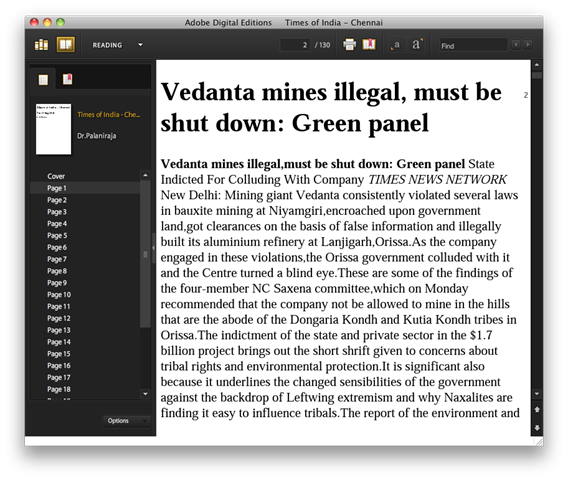 Adobe Digital Editions Times of India – Chennai
READING 2 / 130 a a Find
Times of India - Che...
Dr.Palaniraja
Cover
Page 1
Page 2
Page 3
Page 4
Page 5
Page 6
Page 7
Page 8
Page 9
Page 10
Page 11
Page 12
Page 13
Page 14
Page 15
Page 16
Page 17
Page 18
Options
2
Vedanta mines illegal, must be
shut down: Green panel
Vedanta mines illegal,must be shut down: Green panel State
Indicted For Colluding With Company TIMES NEWS NETWORK
New Delhi: Mining giant Vedanta consistently violated several laws
in bauxite mining at Niyamgiri,encroached upon government
land,got clearances on the basis of false information and illegally
built its aluminium refinery at Lanjigarh,Orissa.As the company
engaged in these violations,the Orissa government colluded with it
and the Centre turned a blind eye.These are some of the findings of
the four-member NC Saxena committee,which on Monday
recommended that the company not be allowed to mine in the hills
that are the abode of the Dongaria Kondh and Kutia Kondh tribes in
Orissa.The indictment of the state and private sector in the $1.7
billion project brings out the short shrift given to concerns about
tribal rights and environmental protection.It is significant also
because it underlines the changed sensibilities of the government
against the backdrop of Leftwing extremism and why Naxalites are
finding it easy to influence tribals.The report of the environment and